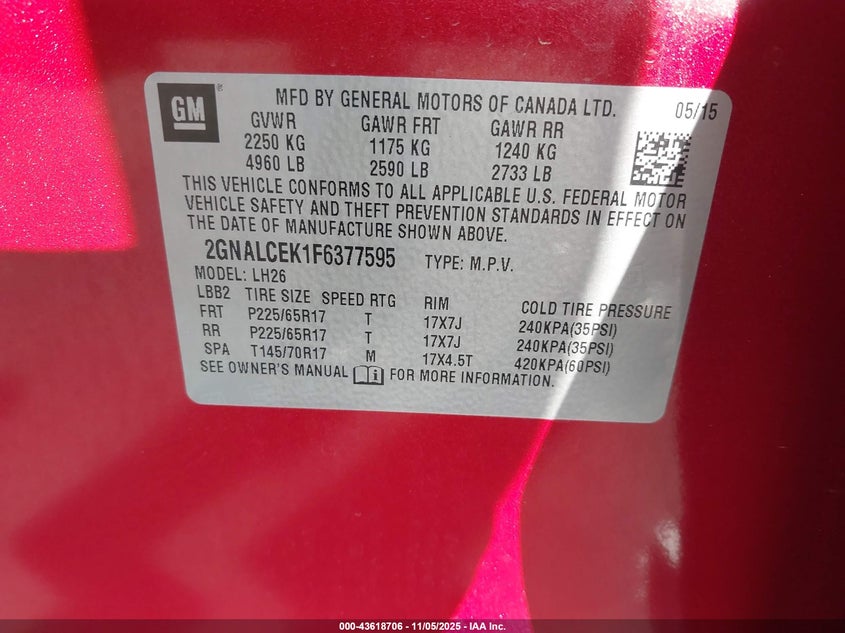 GM ®
MFD BY GENERAL MOTORS OF CANADA LTD. 05/15
GVWR GAWR FRT GAWR RR
2250 KG 1175 KG 1240 KG
4960 LB 2590 LB 2733 LB
THIS VEHICLE CONFORMS TO ALL APPLICABLE U.S. FEDERAL MOTOR
VEHICLE SAFETY AND THEFT PREVENTION STANDARDS IN EFFECT ON
THE DATE OF MANUFACTURE SHOWN ABOVE.
2GNALCEK1F6377595 TYPE: M.P.V.
MODEL: LH26
LBB2 TIRE SIZE SPEED RTG RIM COLD TIRE PRESSURE
FRT P225/65R17 T 17X7J 240KPA(35PSI)
RR P225/65R17 T 17X7J 240KPA(35PSI)
SPA T145/70R17 M 17X4.5T 420KPA(60PSI)
SEE OWNER'S MANUAL FOR MORE INFORMATION.
000-43618706 - 11/05/2025 - IAA Inc.